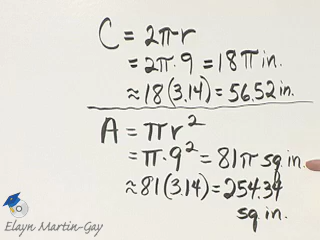 C = 2πr
= 2π·9 = 18π in.
≈ 18(3.14) = 56.52 in.
A = πr²
= π·9² = 81π sq in.
≈ 81(3.14) = 254.34
sq in.
Elayn Martin-Gay